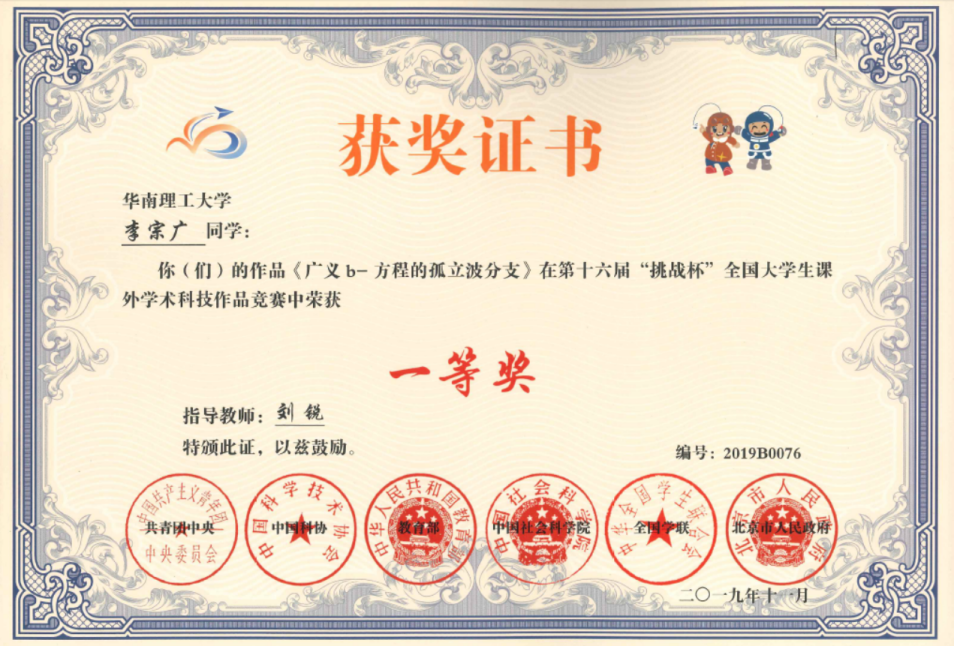 获奖证书
华南理工大学
李宗广 同学：
你（们）的作品《广义 b- 方程的孤立波分支》在第十六届“挑战杯”全国大学生课
外学术科技作品竞赛中荣获
一等奖
指导教师：刘锐
特颁此证，以兹鼓励。
编号：2019B0076
中国共产主义青年团
共青团中央
中央委员会
中国科学技术协会
中国科协
中华人民共和国教育部
教育部
中国社会科学院
中国社会科学院
中华全国学生联合会
全国学联
北京市人民政府
北京市人民政府
二〇一九年十一月